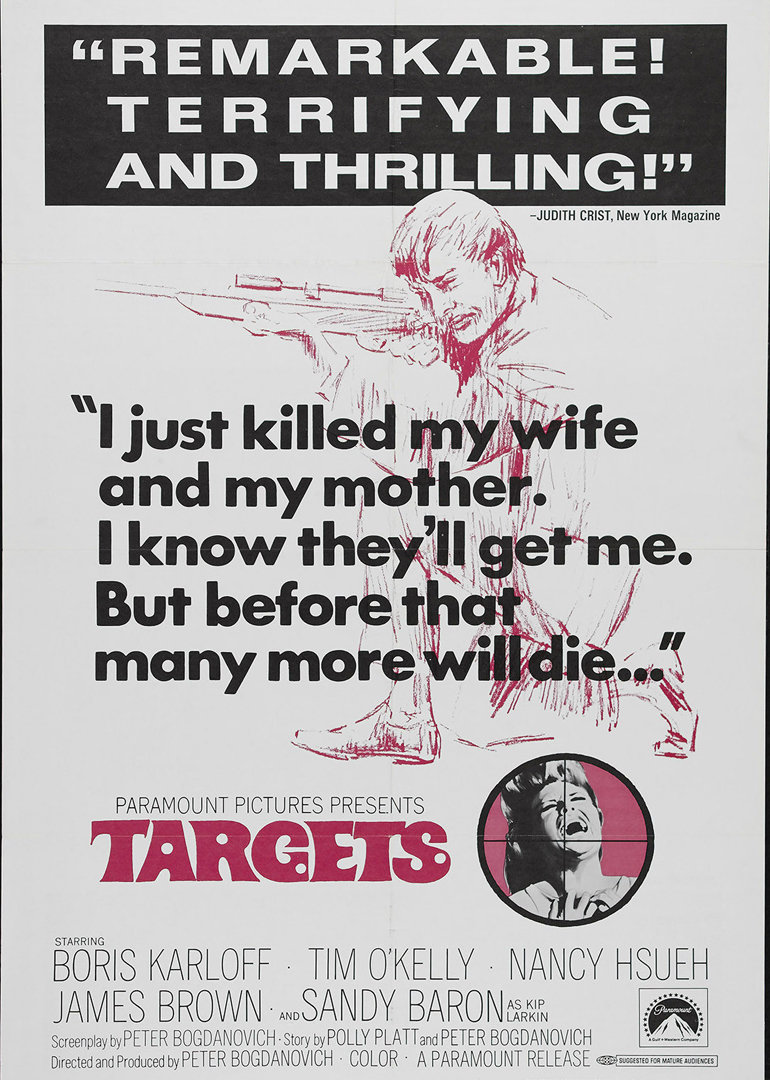 “REMARKABLE!
TERRIFYING
AND THRILLING!”
–JUDITH CRIST, New York Magazine
“I just killed my wife
and my mother.
I know they’ll get me.
But before that
many more will die...”
PARAMOUNT PICTURES PRESENTS
TARGETS
STARRING
BORIS KARLOFF · TIM O’KELLY · NANCY HSUEH
JAMES BROWN · AND SANDY BARON AS KIP LARKIN
Screenplay by PETER BOGDANOVICH · Story by POLLY PLATT and PETER BOGDANOVICH
Directed and Produced by PETER BOGDANOVICH · COLOR · A PARAMOUNT RELEASE
SUGGESTED FOR MATURE AUDIENCES
Paramount
A Gulf+Western Company